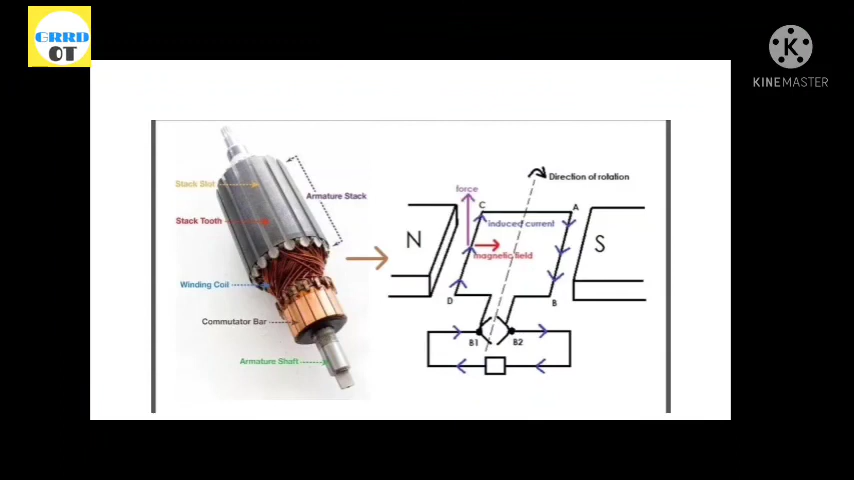 GRRD
OT
KINEMASTER
Stack Slot
Armature Stack
Stack Tooth
Winding Coil
Commutator Bar
Armature Shaft
Direction of rotation
force
C
A
induced current
N
S
magnetic field
D
B
B1
B2